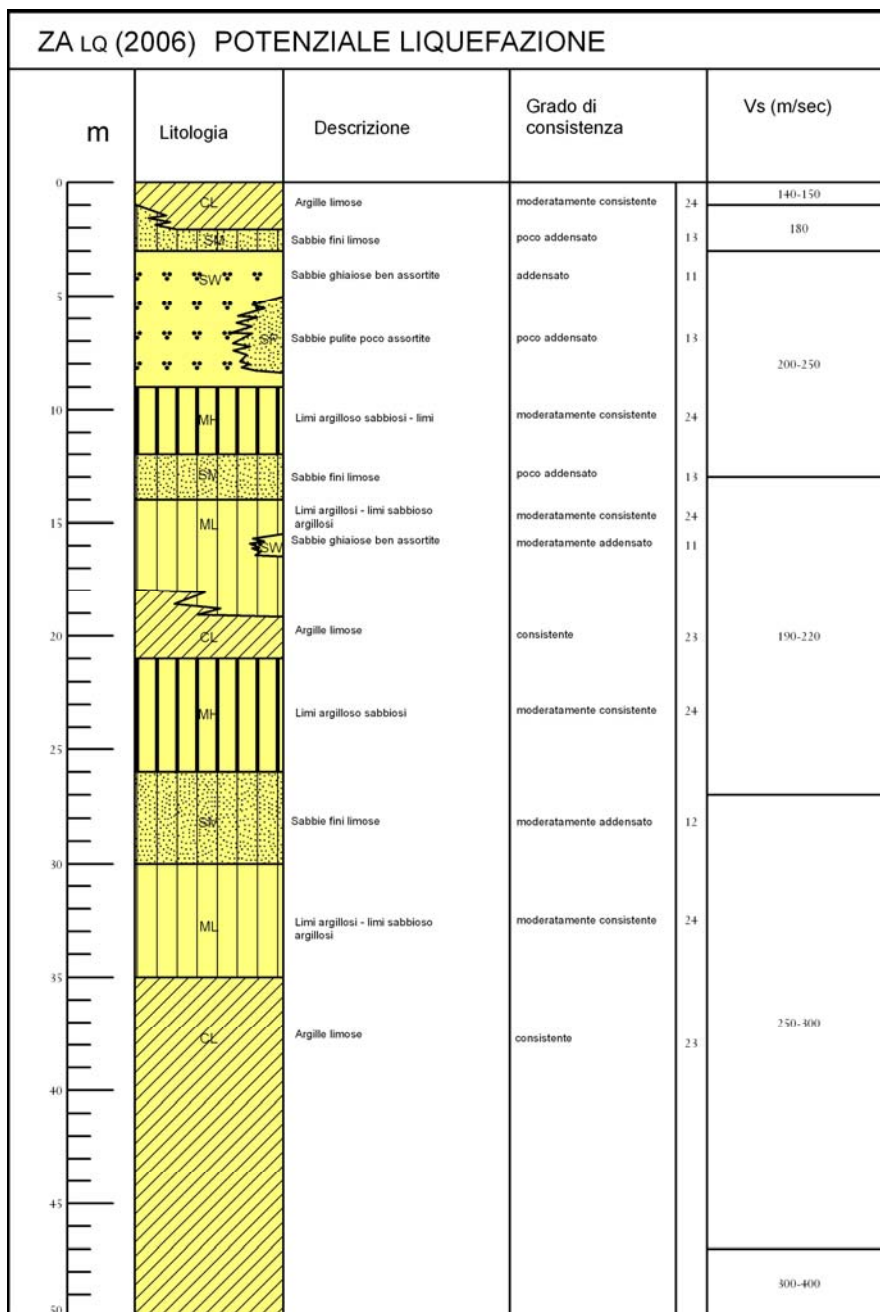 ZA LQ (2006) POTENZIALE LIQUEFAZIONE
m
Litologia
Descrizione
Grado di
consistenza
Vs (m/sec)
0
CL
Argille limose
moderatamente consistente
24
140-150
SM
Sabbie fini limose
poco addensato
13
180
SW
Sabbie ghiaiose ben assortite
addensato
11
5
SP
Sabbie pulite poco assortite
poco addensato
13
200-250
10
MH
Limi argilloso sabbiosi - limi
moderatamente consistente
24
SM
Sabbie fini limose
poco addensato
13
15
ML
Limi argillosi - limi sabbioso
argillosi
moderatamente consistente
24
SW
Sabbie ghiaiose ben assortite
moderatamente addensato
11
20
CL
Argille limose
consistente
23
190-220
MH
Limi argilloso sabbiosi
moderatamente consistente
24
25
SM
Sabbie fini limose
moderatamente addensato
12
30
ML
Limi argillosi - limi sabbioso
argillosi
moderatamente consistente
24
35
CL
Argille limose
consistente
23
250-300
40
45
300-400
50